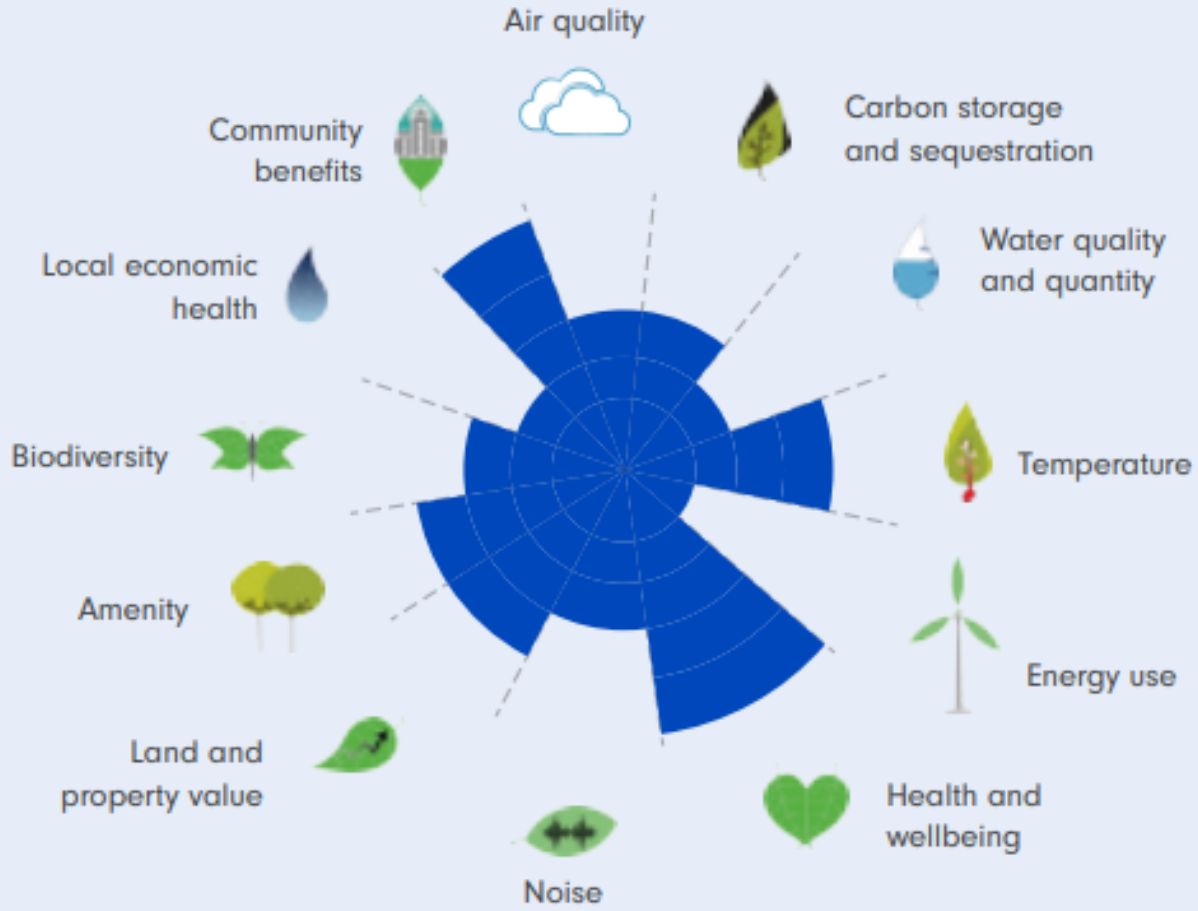 Air quality
Carbon storage
and sequestration
Community
benefits
Water quality
and quantity
Local economic
health
Biodiversity
Temperature
Amenity
Energy use
Land and
property value
Health and
wellbeing
Noise